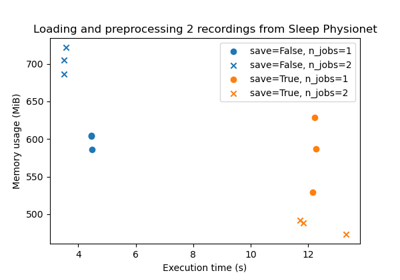 Loading and preprocessing 2 recordings from Sleep Physionet
save=False, n_jobs=1
save=False, n_jobs=2
save=True, n_jobs=1
save=True, n_jobs=2
Memory usage (MiB)
700
650
600
550
500
4 6 8 10 12
Execution time (s)